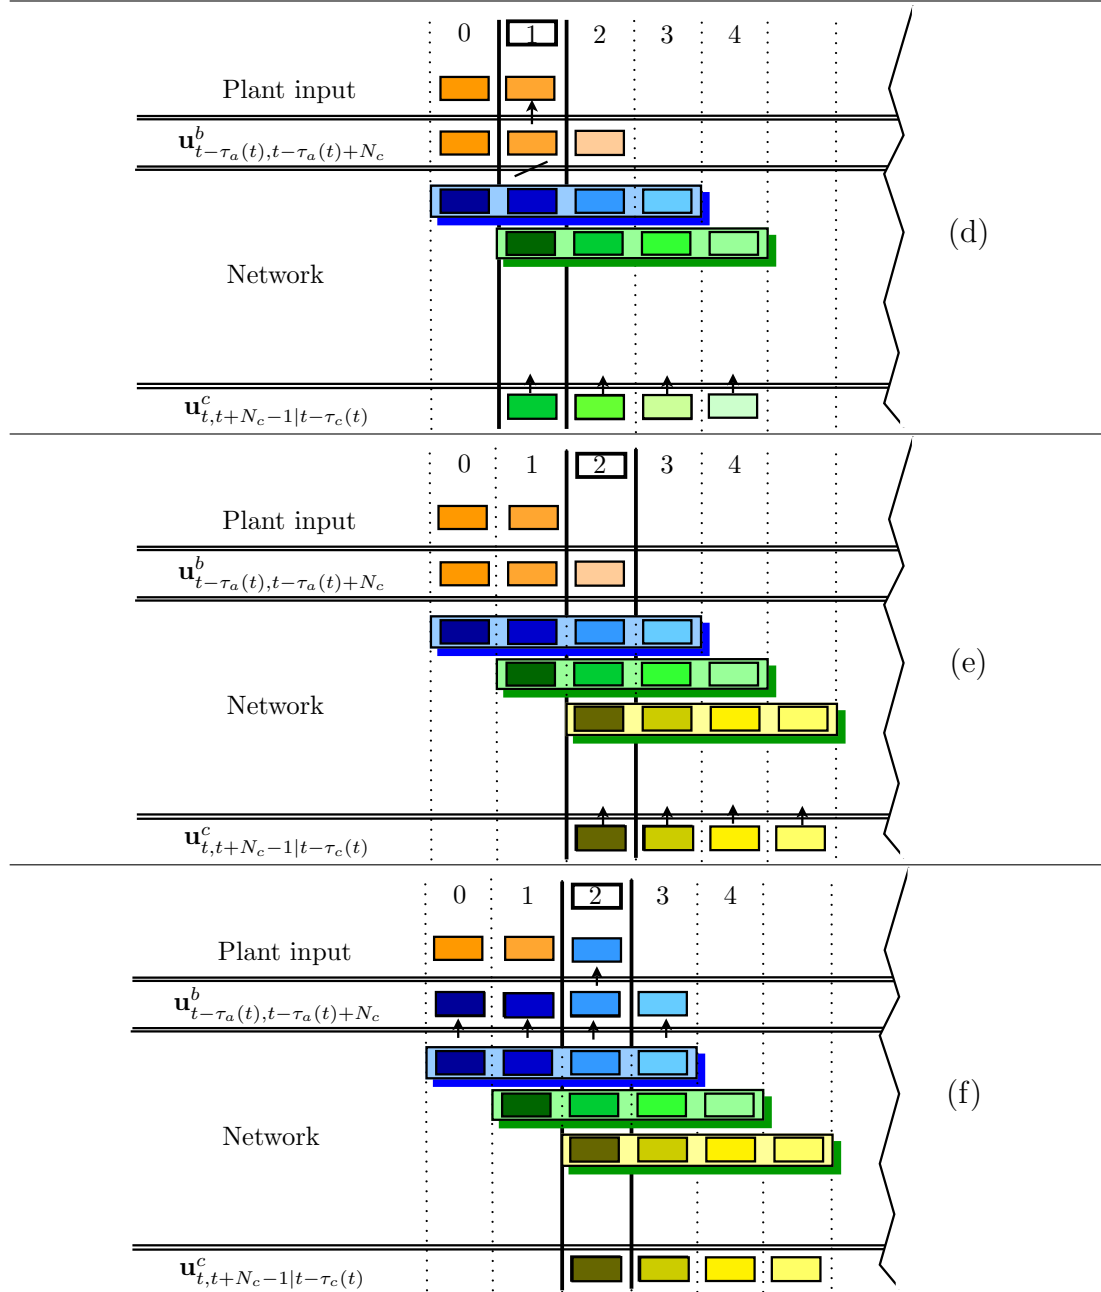 0 1 2 3 4
Plant input
u^b_{t−τ_a(t),t−τ_a(t)+N_c}
(d)
Network
u^c_{t,t+N_c−1|t−τ_c(t)}
0 1 2 3 4
Plant input
u^b_{t−τ_a(t),t−τ_a(t)+N_c}
(e)
Network
u^c_{t,t+N_c−1|t−τ_c(t)}
0 1 2 3 4
Plant input
u^b_{t−τ_a(t),t−τ_a(t)+N_c}
(f)
Network
u^c_{t,t+N_c−1|t−τ_c(t)}